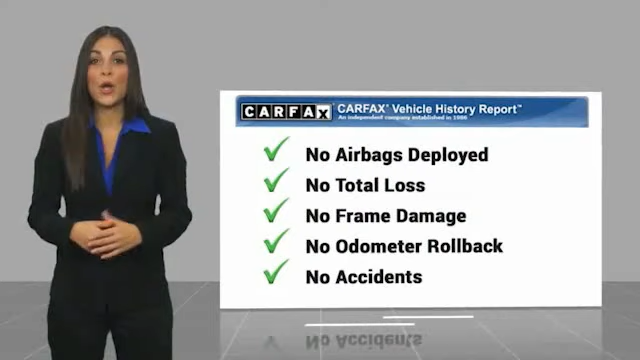 CARFAX CARFAX® Vehicle History Report™
An independent company established in 1986
No Airbags Deployed
No Total Loss
No Frame Damage
No Odometer Rollback
No Accidents